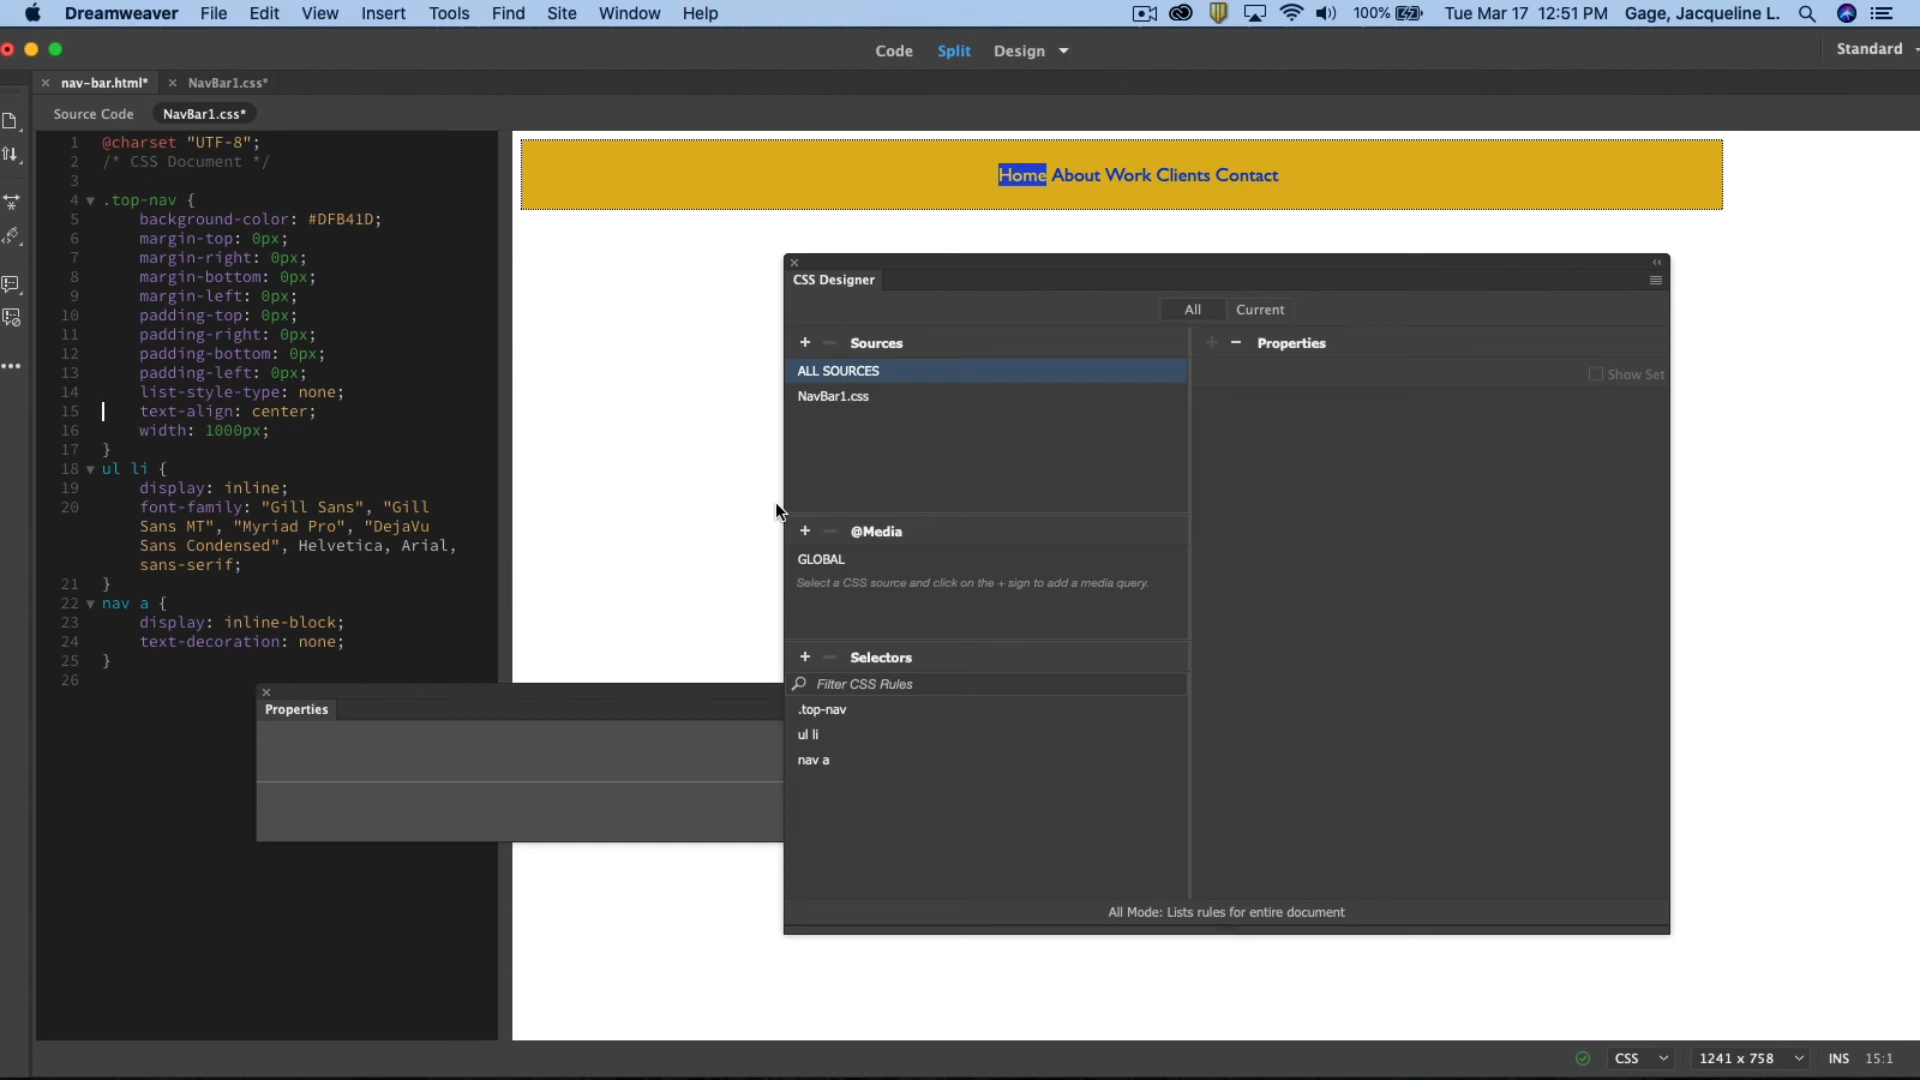 Dreamweaver File Edit View Insert Tools Find Site Window Help 100% Tue Mar 17 12:51 PM Gage, Jacqueline L.
Code Split Design Standard
nav-bar.html* NavBar1.css*
Source Code NavBar1.css*
1 @charset "UTF-8";
2 /* CSS Document */
3
4 .top-nav {
5 background-color: #DFB41D;
6 margin-top: 0px;
7 margin-right: 0px;
8 margin-bottom: 0px;
9 margin-left: 0px;
10 padding-top: 0px;
11 padding-right: 0px;
12 padding-bottom: 0px;
13 padding-left: 0px;
14 list-style-type: none;
15 text-align: center;
16 width: 1000px;
17 }
18 ul li {
19 display: inline;
20 font-family: "Gill Sans", "Gill
Sans MT", "Myriad Pro", "DejaVu
Sans Condensed", Helvetica, Arial,
sans-serif;
21 }
22 nav a {
23 display: inline-block;
24 text-decoration: none;
25 }
26
Home About Work Clients Contact
Properties
CSS Designer
All Current
+ − Sources
ALL SOURCES
NavBar1.css
+ − @Media
GLOBAL
Select a CSS source and click on the + sign to add a media query.
+ − Selectors
Filter CSS Rules
.top-nav
ul li
nav a
+ − Properties
Show Set
All Mode: Lists rules for entire document
CSS 1241 x 758 INS 15:1